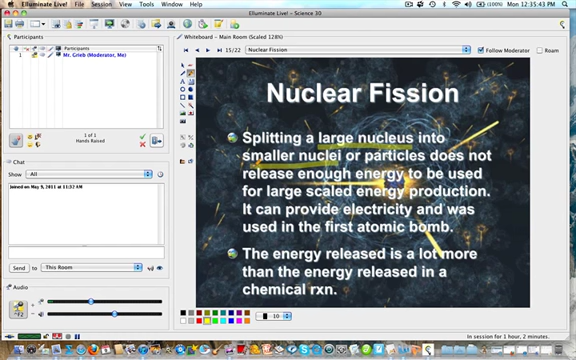 Elluminate Live! File Session View Tools Window Help 12:35:43 PM
Elluminate Live! – Science 30
Participants
Participants
1 Mr. Grieb (Moderator, Me)
1 of 1
Hands Raised
Chat
Show All
Joined on May 9, 2011 at 11:32 AM
Send to This Room
Audio
Whiteboard – Main Room (Scaled 128%)
15/22 Nuclear Fission Follow Moderator Roam
Nuclear Fission
Splitting a large nucleus into
smaller nuclei or particles does not
release enough energy to be used
for large scaled energy production.
It can provide electricity and was
used in the first atomic bomb.
The energy released is a lot more
than the energy released in a
chemical rxn.
10
In session for 1 hour, 2 minutes.